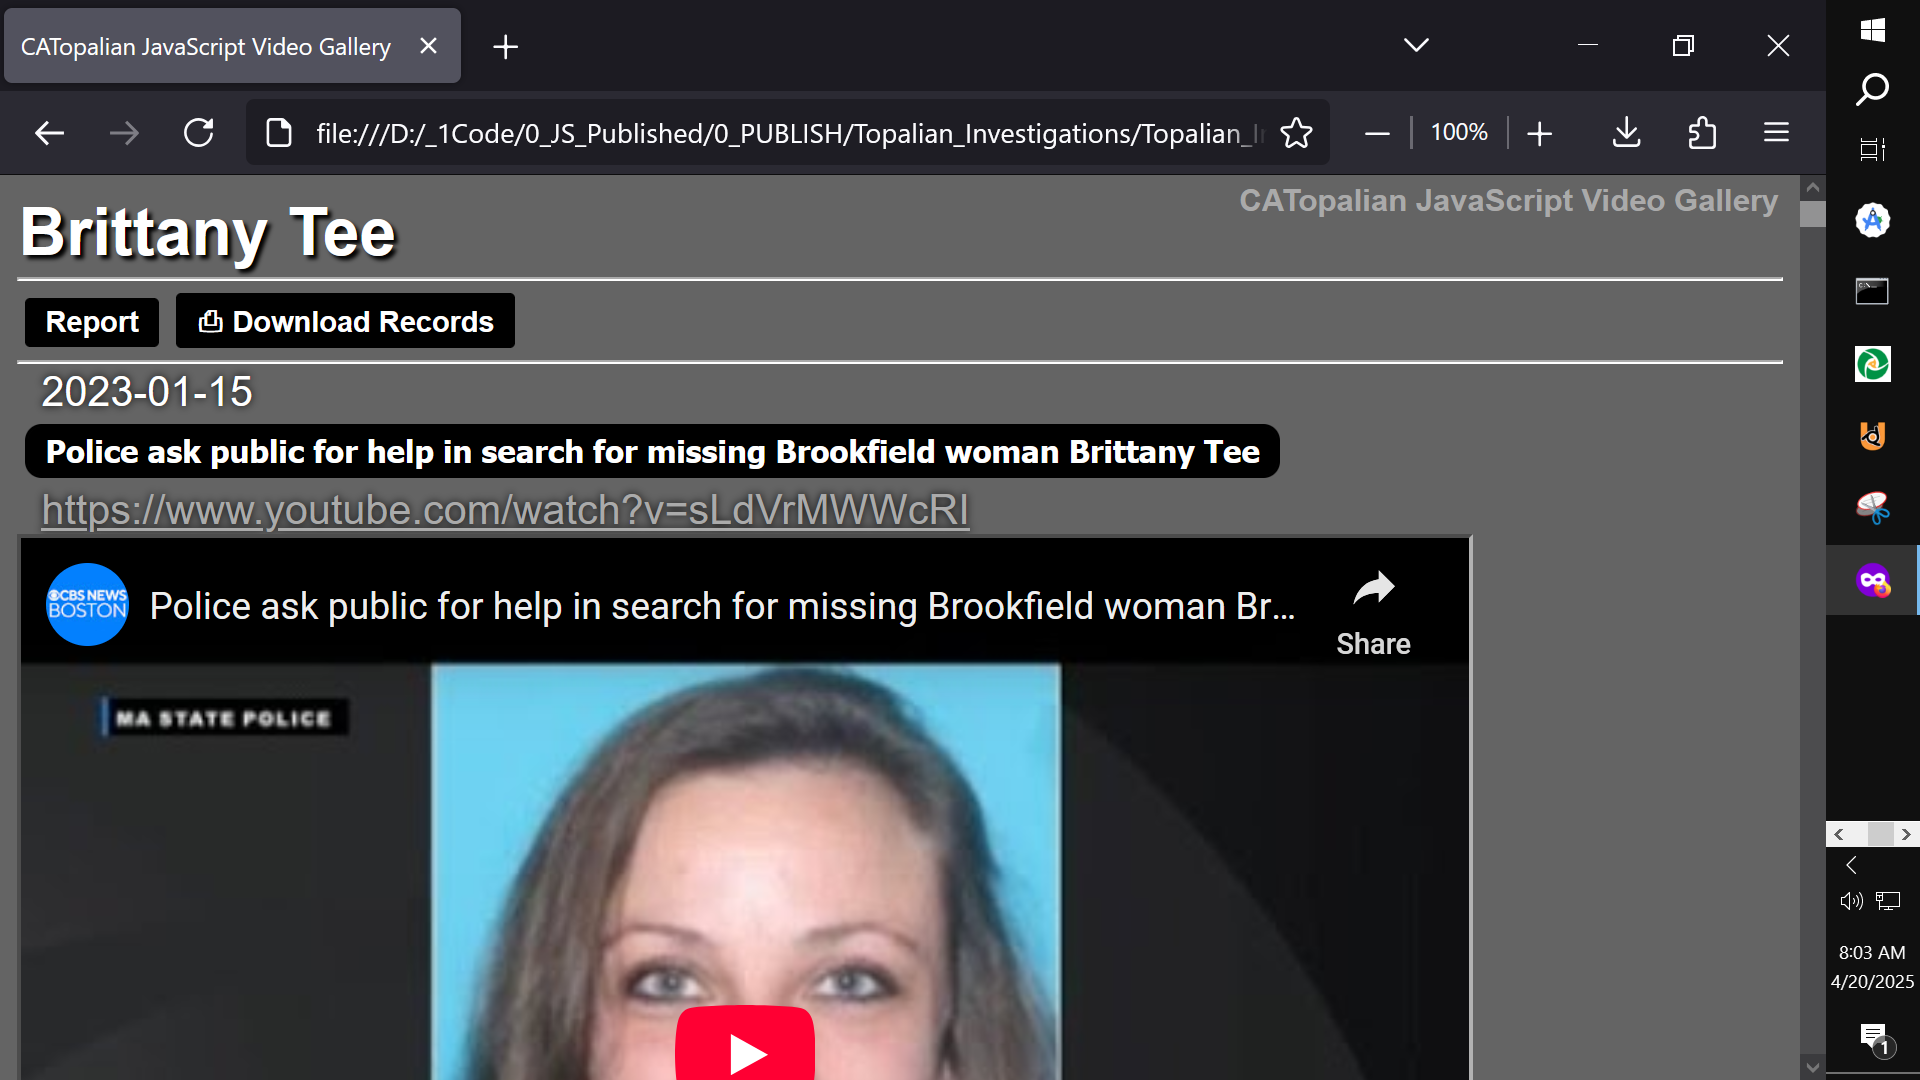 CATopalian JavaScript Video Gallery
file:///D:/_1Code/0_JS_Published/0_PUBLISH/Topalian_Investigations/Topalian_I
100%
CATopalian JavaScript Video Gallery
Brittany Tee
Report
Download Records
2023-01-15
Police ask public for help in search for missing Brookfield woman Brittany Tee
https://www.youtube.com/watch?v=sLdVrMWWcRI
CBS NEWS
BOSTON
Police ask public for help in search for missing Brookfield woman Br...
Share
MA STATE POLICE
8:03 AM
4/20/2025
1